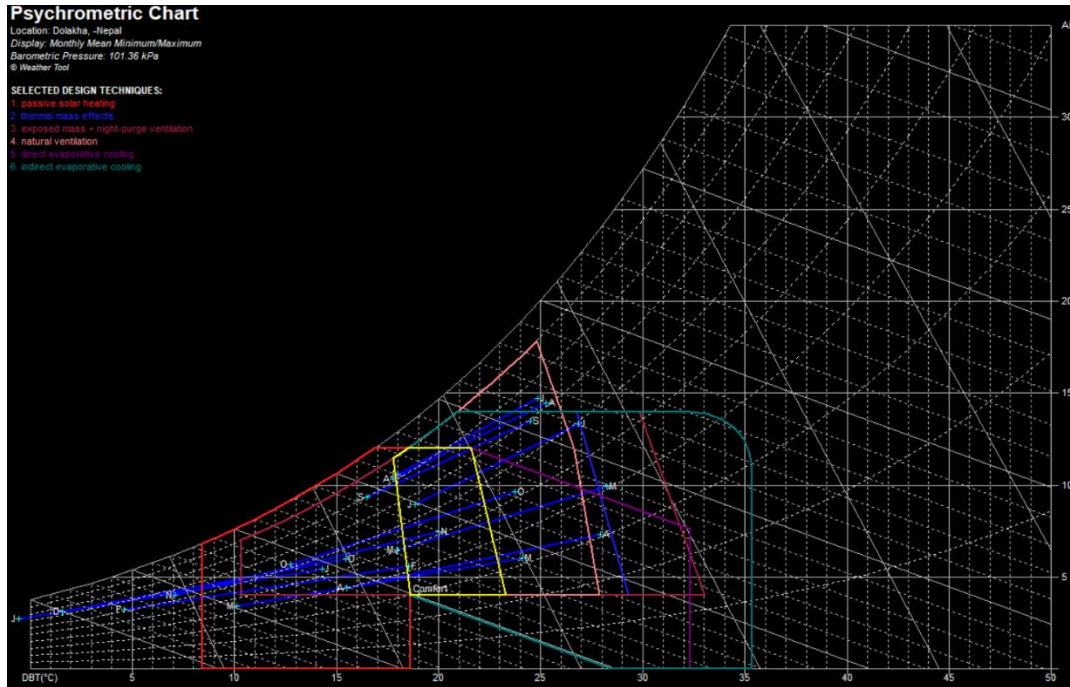 Psychrometric Chart
Location: Dolakha, -Nepal
Display: Monthly Mean Minimum/Maximum
Barometric Pressure: 101.36 kPa
© Weather Tool
SELECTED DESIGN TECHNIQUES:
1. passive solar heating
2. thermal mass effects
3. exposed mass + night-purge ventilation
4. natural ventilation
5. direct evaporative cooling
6. indirect evaporative cooling
A
30
25
20
15
J
A
S
J
A
S
J
O
M
10
N
A
M
D
O
J
M
F
M
A
5
N
Comfort
J
D
F
M
DBT(°C) 5 10 15 20 25 30 35 40 45 50